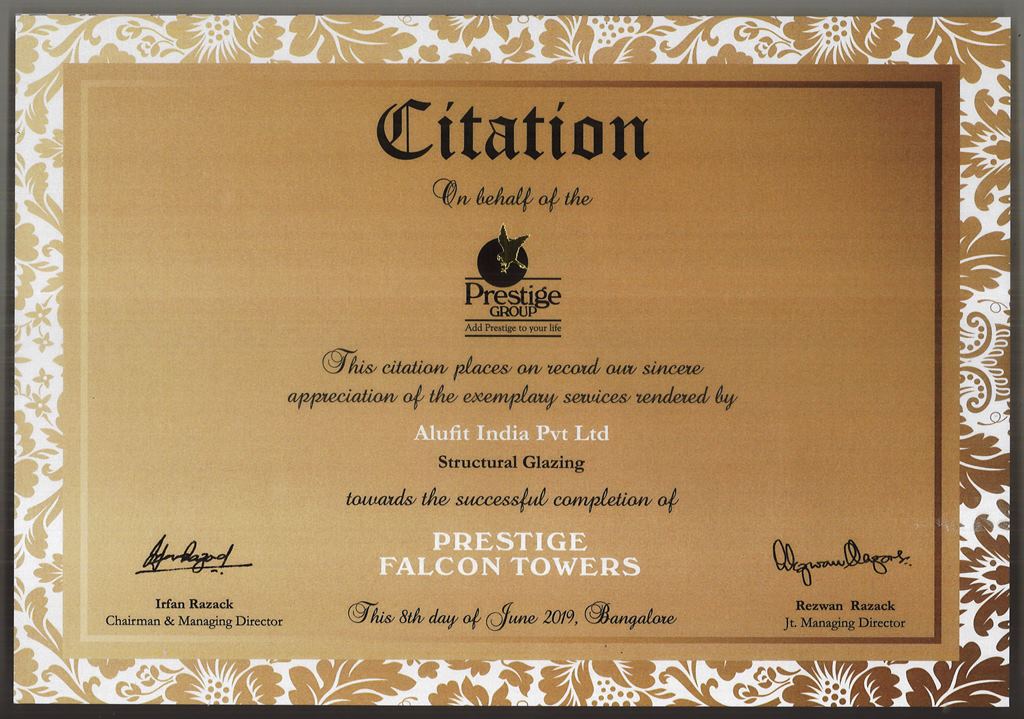 Citation
On behalf of the
Prestige
GROUP
Add Prestige to your life
This citation places on record our sincere
appreciation of the exemplary services rendered by
Alufit India Pvt Ltd
Structural Glazing
towards the successful completion of
PRESTIGE
FALCON TOWERS
This 8th day of June 2019, Bangalore
Irfan Razack
Chairman & Managing Director
Rezwan Razack
Jt. Managing Director